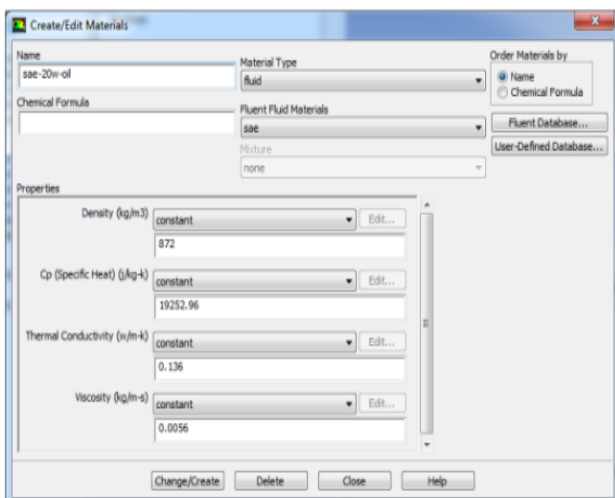 Create/Edit Materials
Name
sae-20w-oil
Material Type
fluid
Order Materials by
Name
Chemical Formula
Chemical Formula
Fluent Fluid Materials
sae
Fluent Database...
Mixture
none
User-Defined Database...
Properties
Density (kg/m3) constant Edit...
872
Cp (Specific Heat) (j/kg-k) constant Edit...
19252.96
Thermal Conductivity (w/m-k) constant Edit...
0.136
Viscosity (kg/m-s) constant Edit...
0.0056
Change/Create Delete Close Help